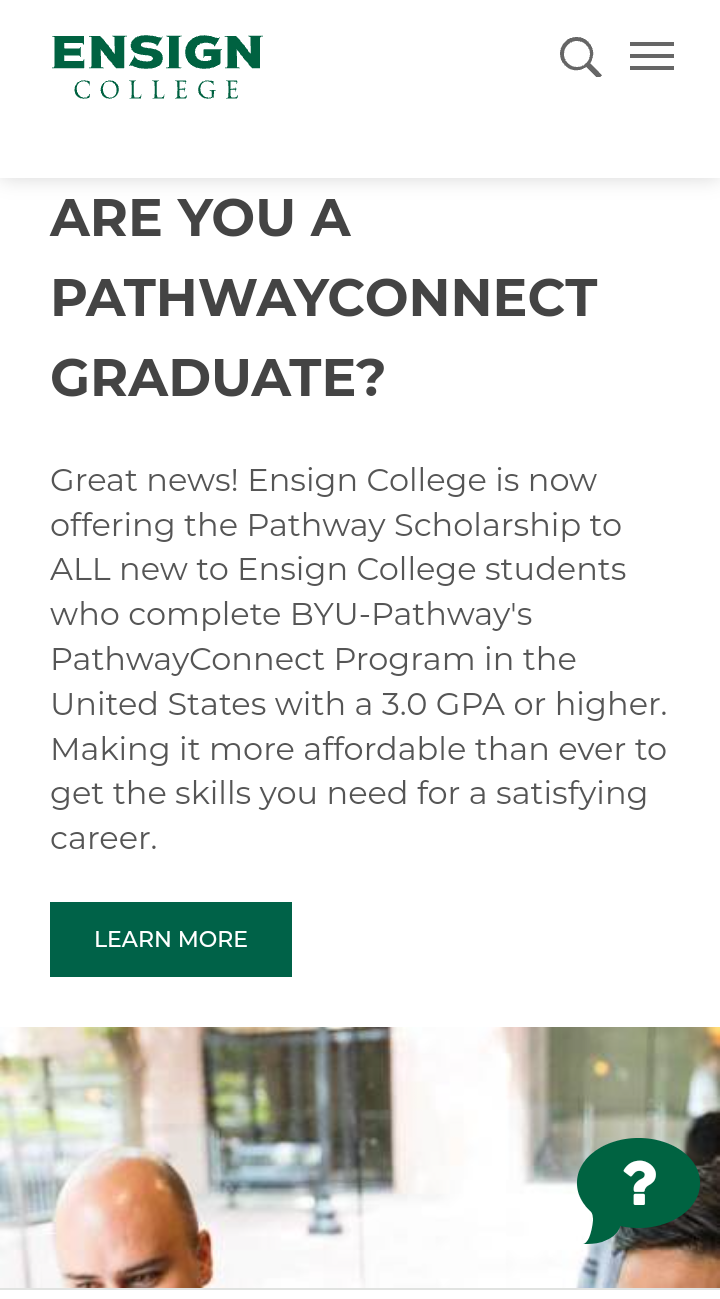 ENSIGN
COLLEGE
ARE YOU A
PATHWAYCONNECT
GRADUATE?
Great news! Ensign College is now
offering the Pathway Scholarship to
ALL new to Ensign College students
who complete BYU-Pathway's
PathwayConnect Program in the
United States with a 3.0 GPA or higher.
Making it more affordable than ever to
get the skills you need for a satisfying
career.
LEARN MORE
?